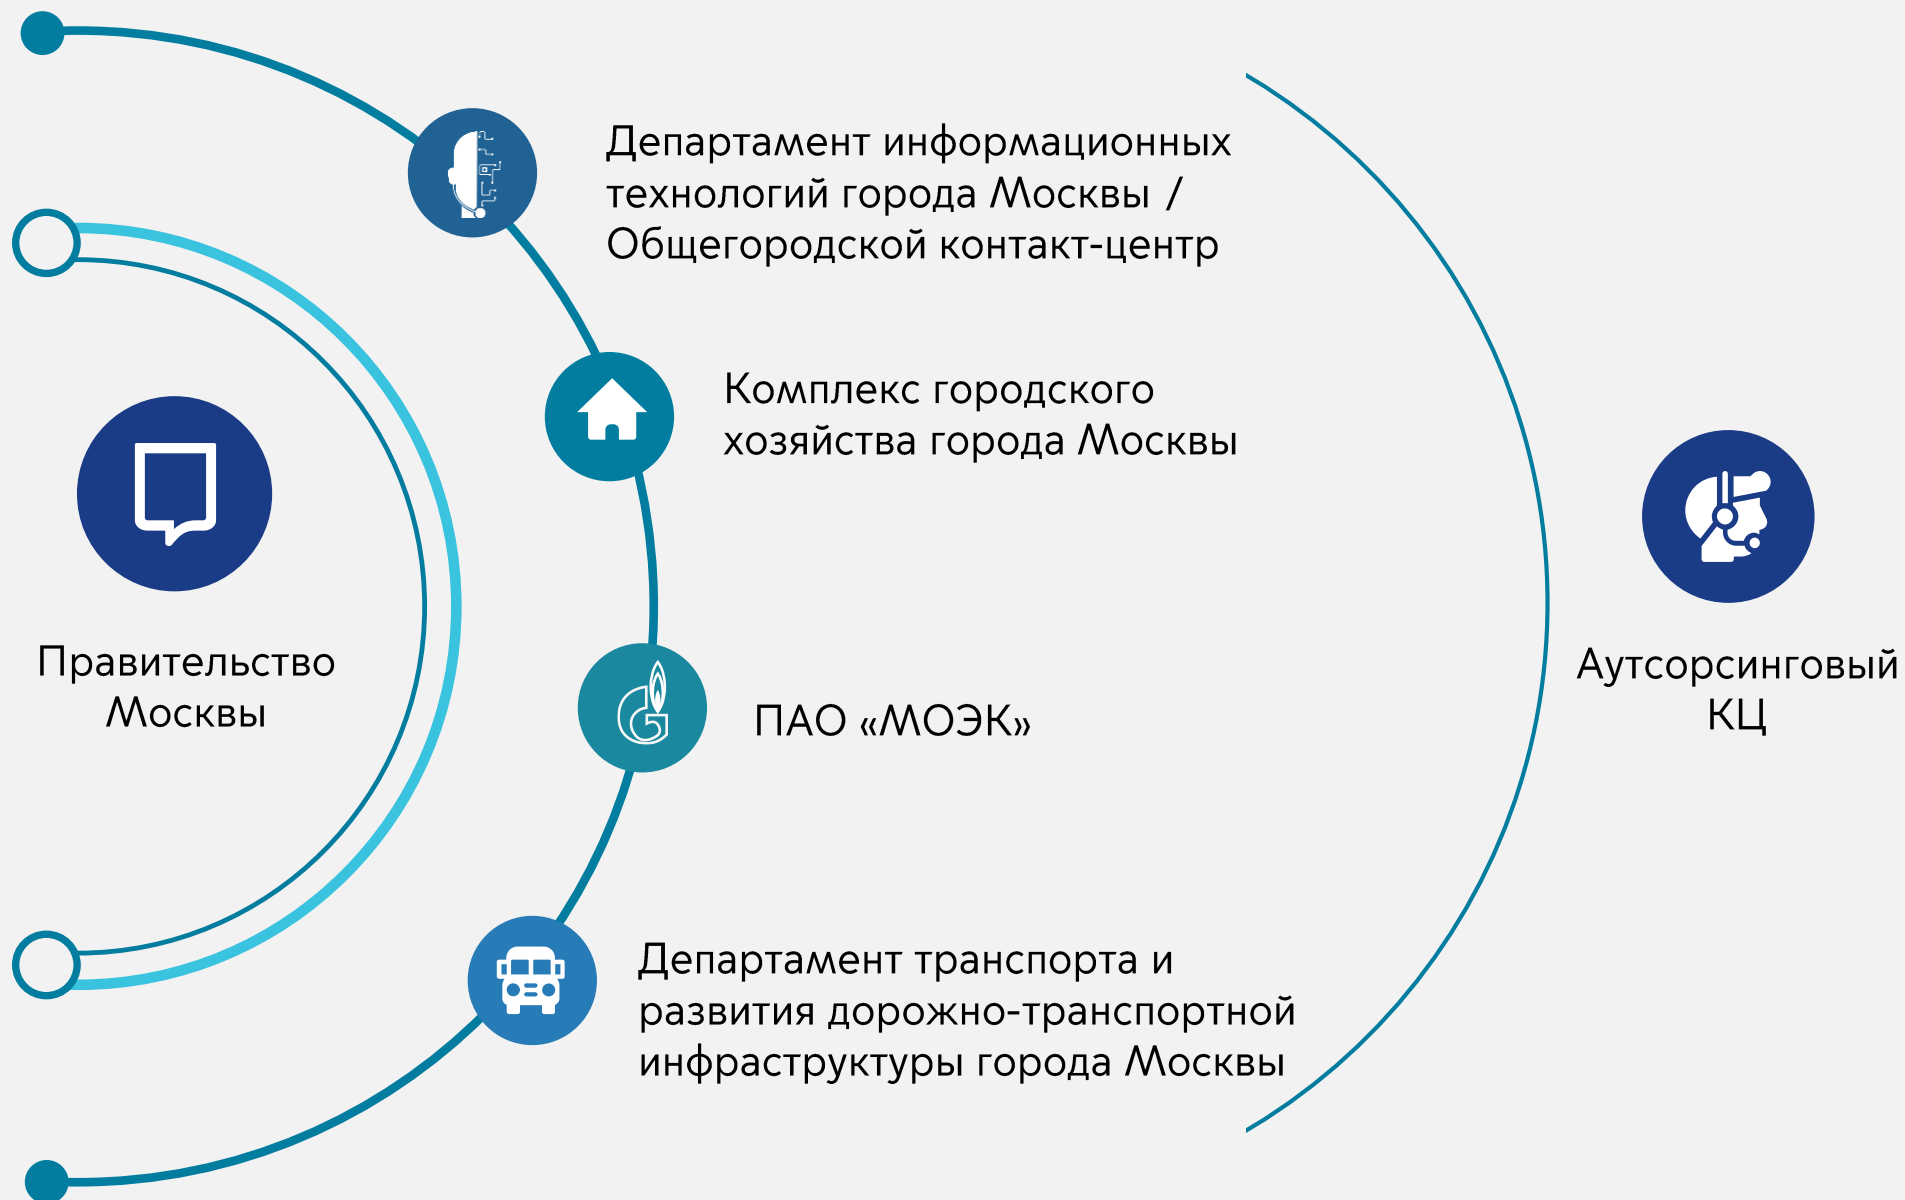 Департамент информационных
технологий города Москвы /
Общегородской контакт-центр
Комплекс городского
хозяйства города Москвы
Правительство
Москвы
ПАО «МОЭК»
Аутсорсинговый
КЦ
Департамент транспорта и
развития дорожно-транспортной
инфраструктуры города Москвы